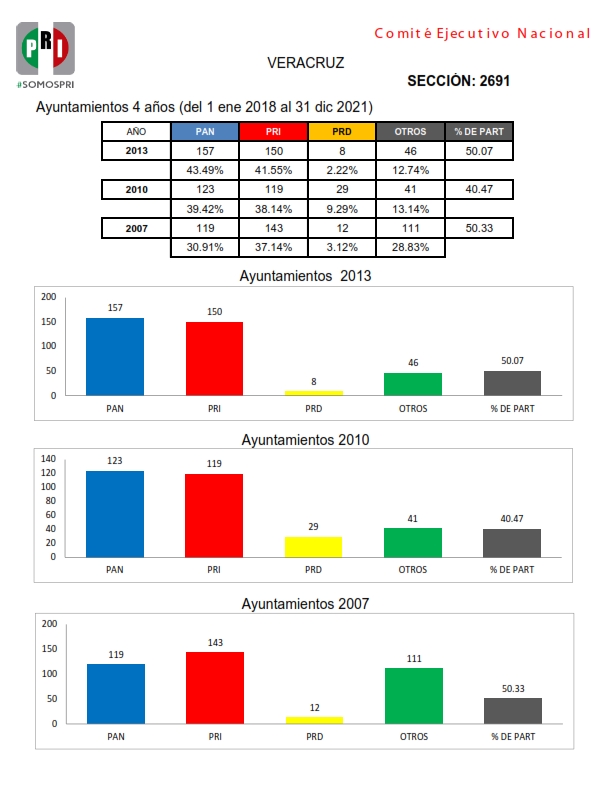 Comité Ejecutivo Nacional
PRI
#SOMOSPRI
VERACRUZ
SECCIÓN: 2691
Ayuntamientos 4 años (del 1 ene 2018 al 31 dic 2021)
AÑO PAN PRI PRD OTROS % DE PART
2013 157 150 8 46 50.07
43.49% 41.55% 2.22% 12.74%
2010 123 119 29 41 40.47
39.42% 38.14% 9.29% 13.14%
2007 119 143 12 111 50.33
30.91% 37.14% 3.12% 28.83%
Ayuntamientos 2013
200
150
100
50
0
157 150 8 46 50.07
PAN PRI PRD OTROS % DE PART
Ayuntamientos 2010
140
120
100
80
60
40
20
0
123 119 29 41 40.47
PAN PRI PRD OTROS % DE PART
Ayuntamientos 2007
200
150
100
50
0
119 143 12 111 50.33
PAN PRI PRD OTROS % DE PART